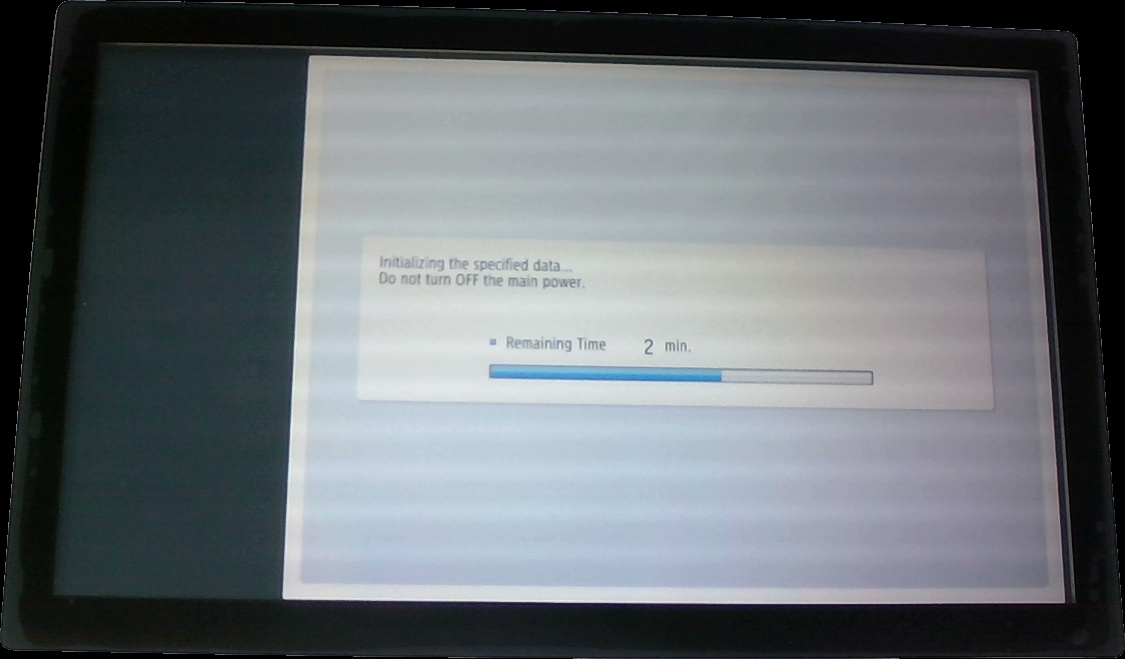 Initializing the specified data...
Do not turn OFF the main power.
Remaining Time 2 min.